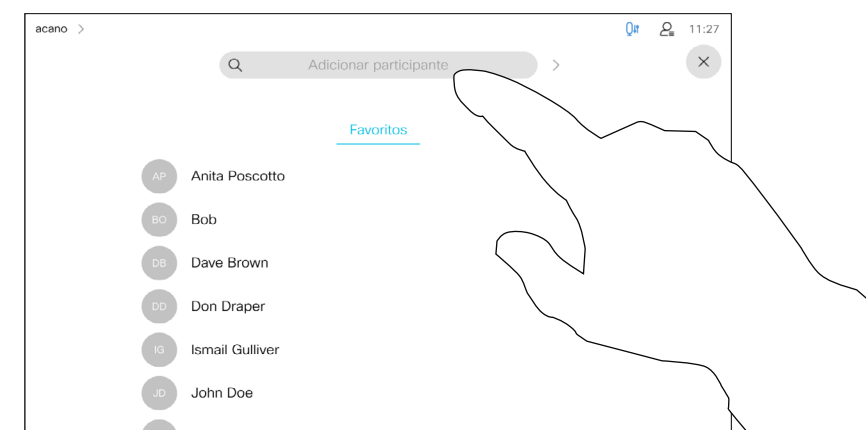 acano >
11:27
Adicionar participante
Favoritos
AP Anita Poscotto
BO Bob
DB Dave Brown
DD Don Draper
IG Ismail Gulliver
JD John Doe